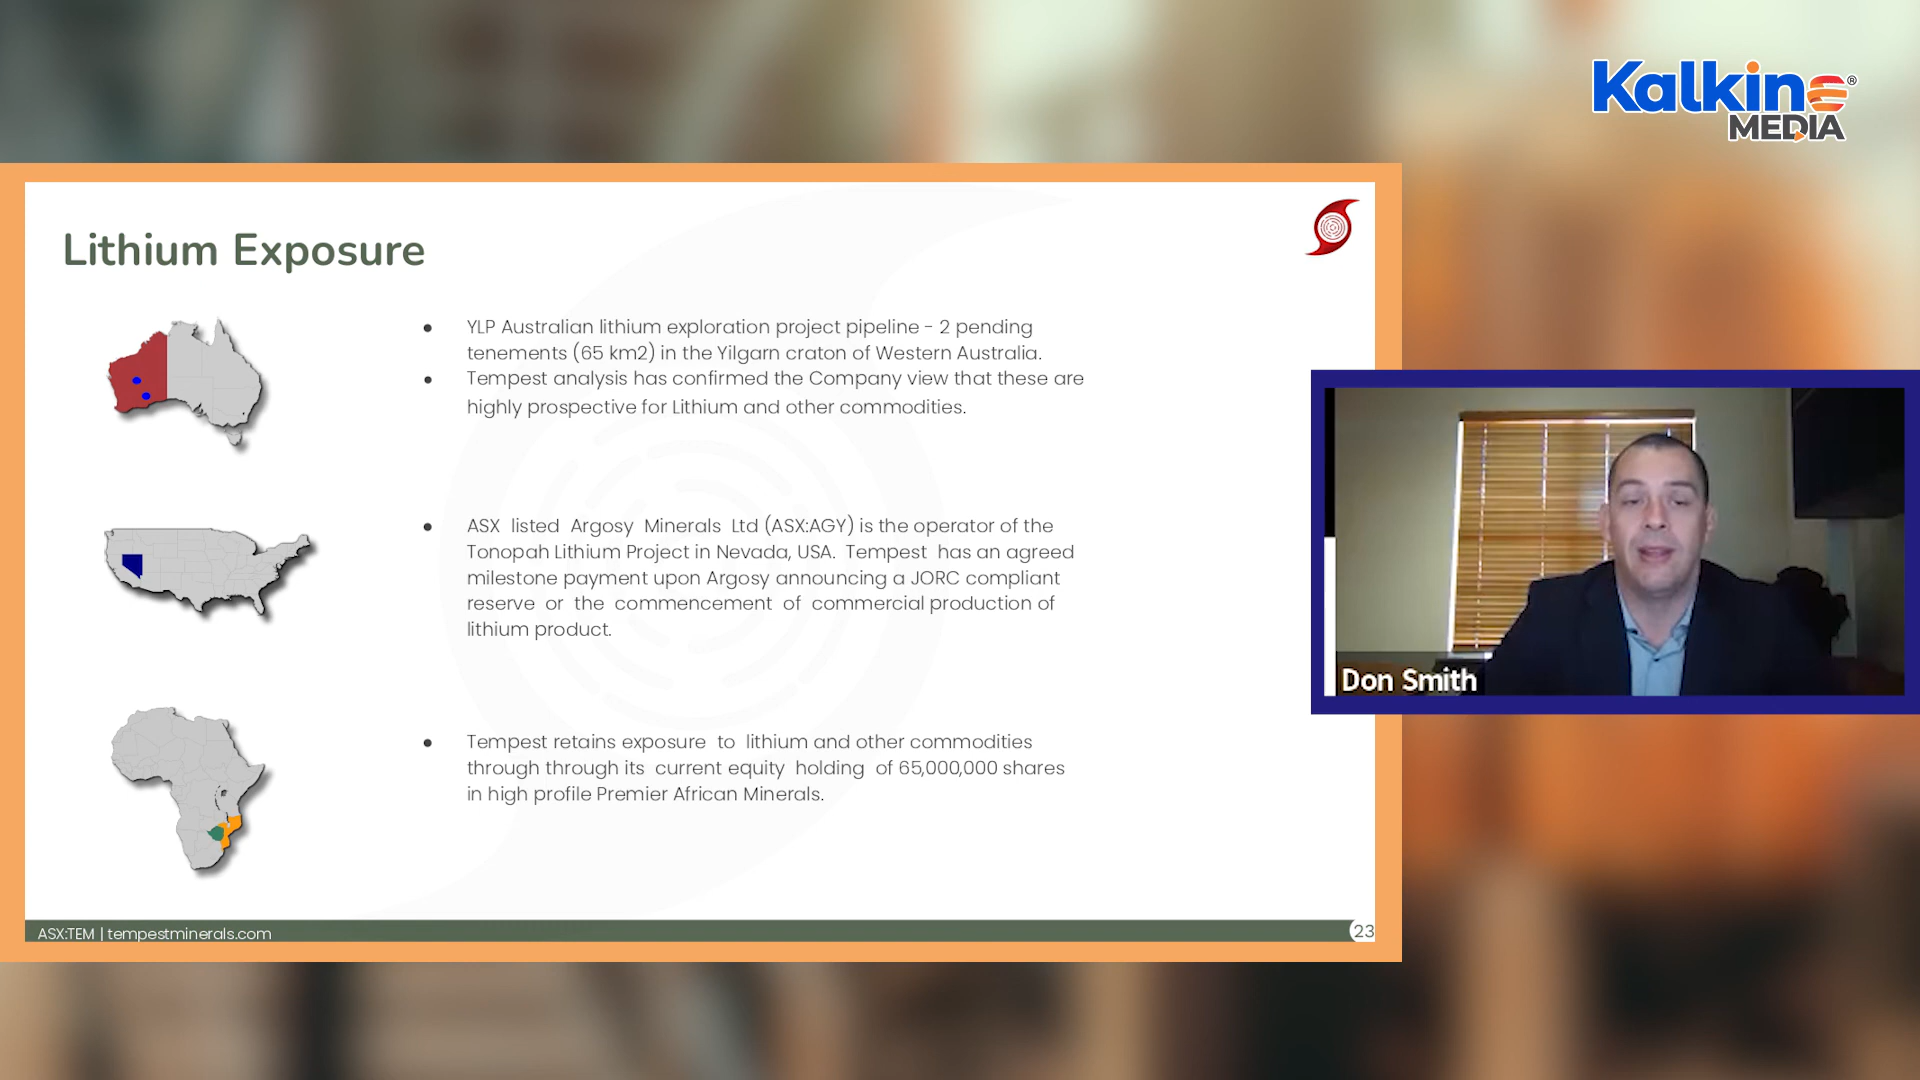 Kalkine®
MEDIA
Lithium Exposure
● YLP Australian lithium exploration project pipeline - 2 pending
tenements (65 km2) in the Yilgarn craton of Western Australia.
● Tempest analysis has confirmed the Company view that these are
highly prospective for Lithium and other commodities.
● ASX listed Argosy Minerals Ltd (ASX:AGY) is the operator of the
Tonopah Lithium Project in Nevada, USA. Tempest has an agreed
milestone payment upon Argosy announcing a JORC compliant
reserve or the commencement of commercial production of
lithium product.
● Tempest retains exposure to lithium and other commodities
through through its current equity holding of 65,000,000 shares
in high profile Premier African Minerals.
Don Smith
ASX:TEM | tempestminerals.com
23